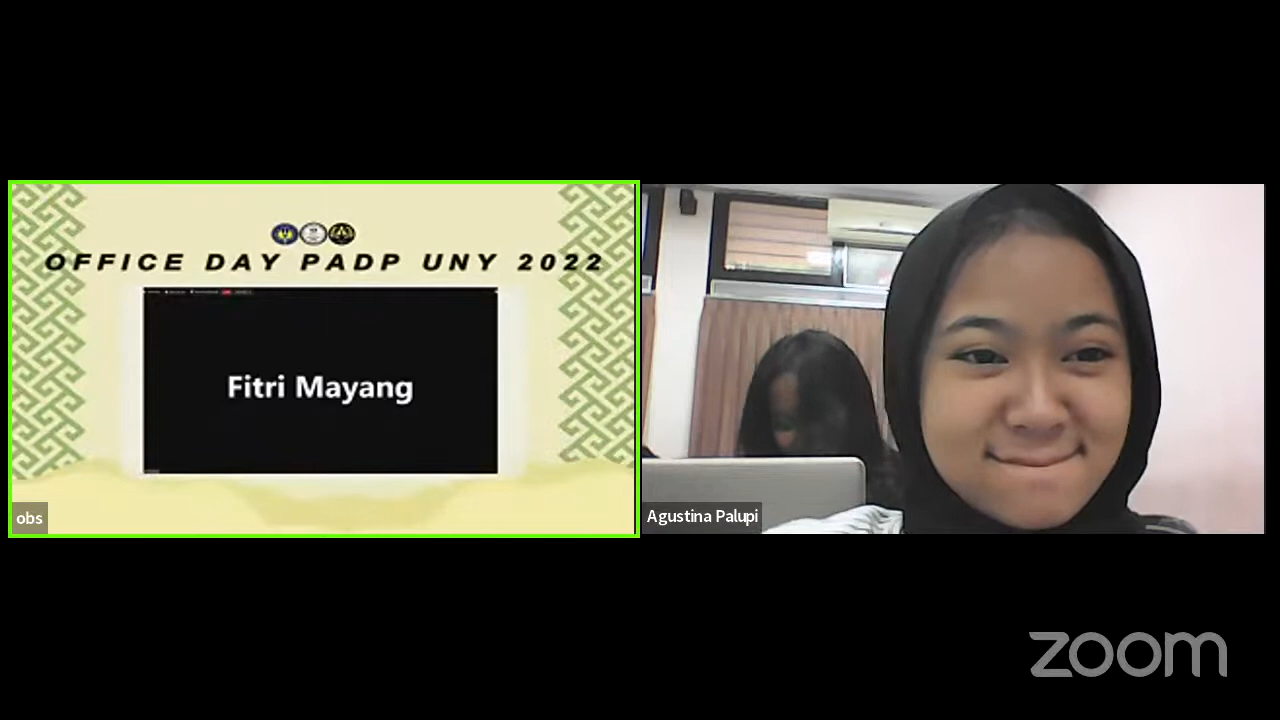 OFFICE DAY PADP UNY 2022
Fitri Mayang
obs
Agustina Palupi
zoom